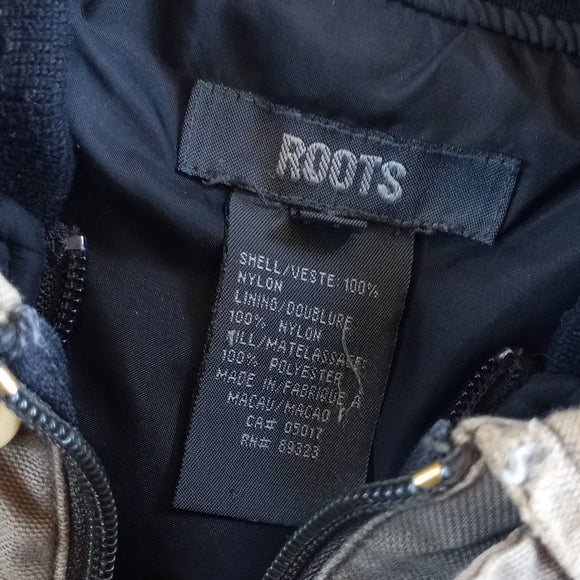 ROOTS
SHELL/VESTE: 100%
NYLON
LINING/DOUBLURE
100% NYLON
FILL/MATELASSAGE:
100% POLYESTER
MADE IN/FABRIQUE A
MACAU/MACAO
CA# 05017
RN# 89323